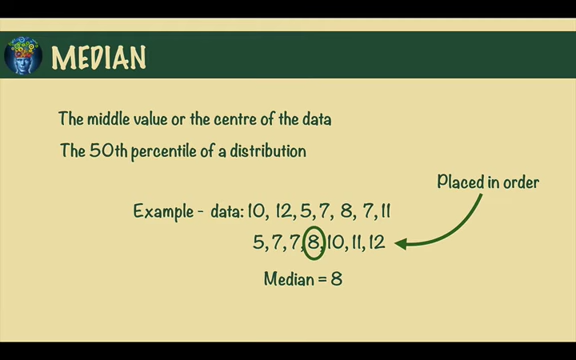 MEDIAN
The middle value or the centre of the data
The 50th percentile of a distribution
Placed in order
Example - data: 10, 12, 5, 7, 8, 7, 11
5, 7, 7, 8, 10, 11, 12
Median = 8